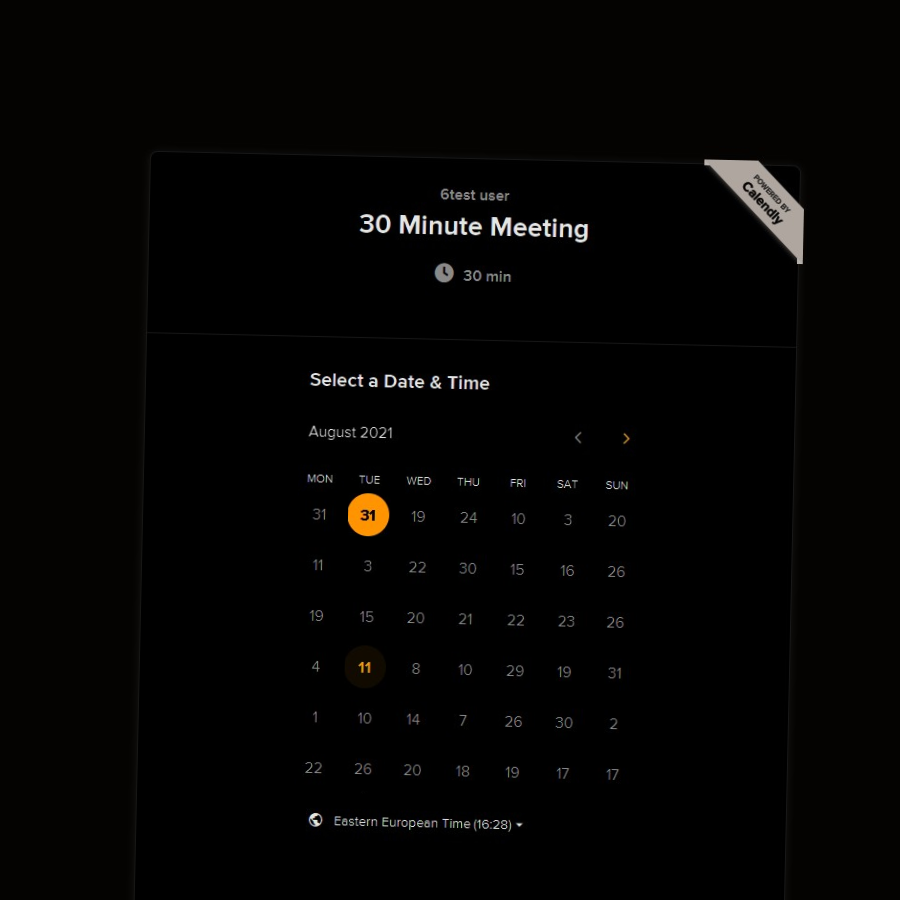 POWERED BY
Calendly
6test user
30 Minute Meeting
30 min
Select a Date & Time
August 2021
MON TUE WED THU FRI SAT SUN
31 31 19 24 10 3 20
11 3 22 30 15 16 26
19 15 20 21 22 23 26
4 11 8 10 29 19 31
1 10 14 7 26 30 2
22 26 20 18 19 17 17
Eastern European Time (16:28)